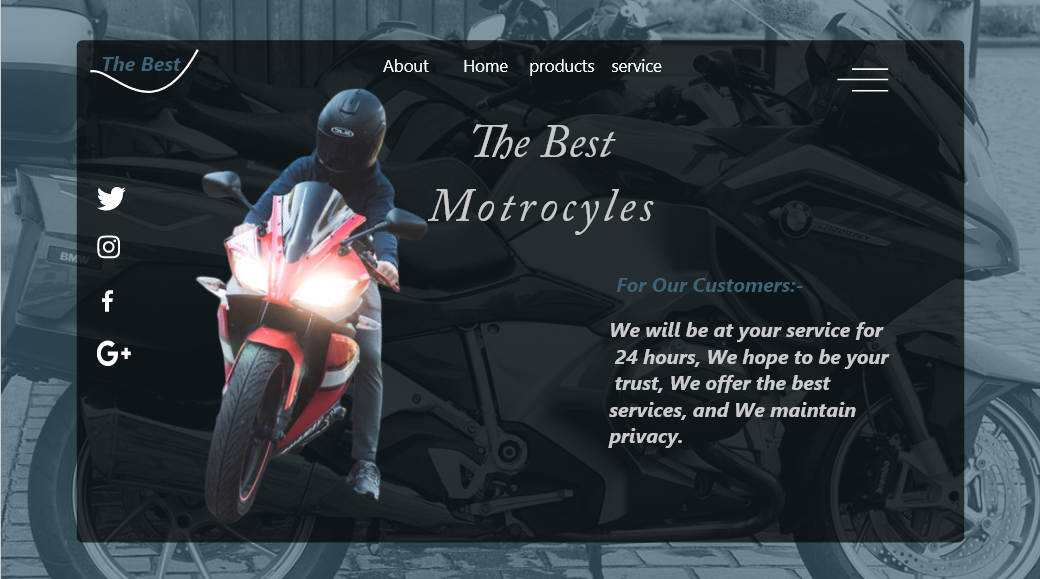 The Best
About Home products service
The Best
Motrocyles
For Our Customers:-
We will be at your service for
24 hours, We hope to be your
trust, We offer the best
services, and We maintain
privacy.
BMW